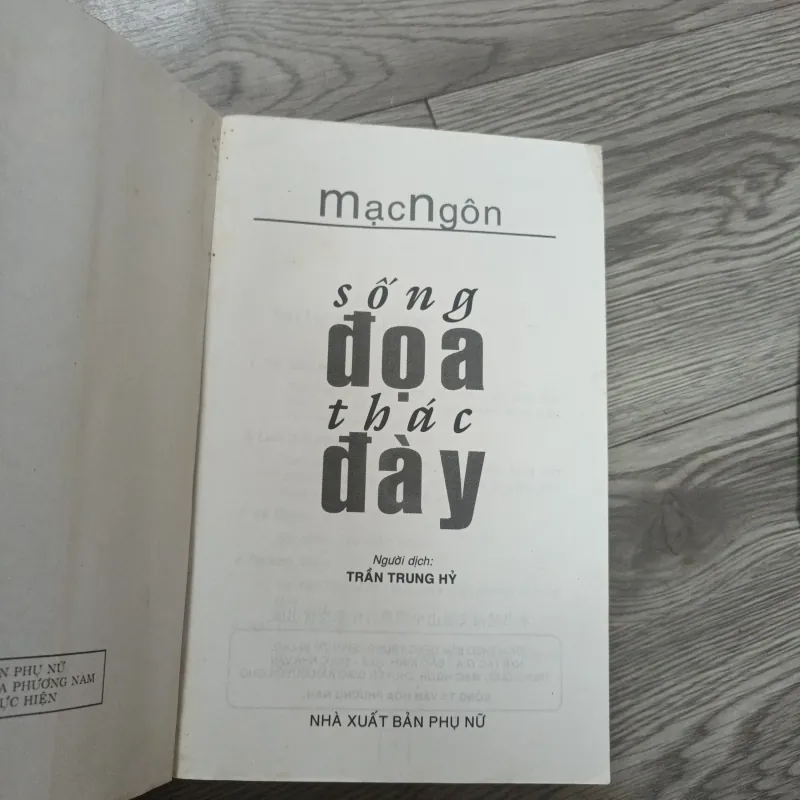 mạcngôn
sống
đọa
thác
đày
Người dịch:
TRẦN TRUNG HỶ
NHÀ XUẤT BẢN PHỤ NỮ
N PHỤ NỮ
A PHƯƠNG NAM
ỰC HIỆN